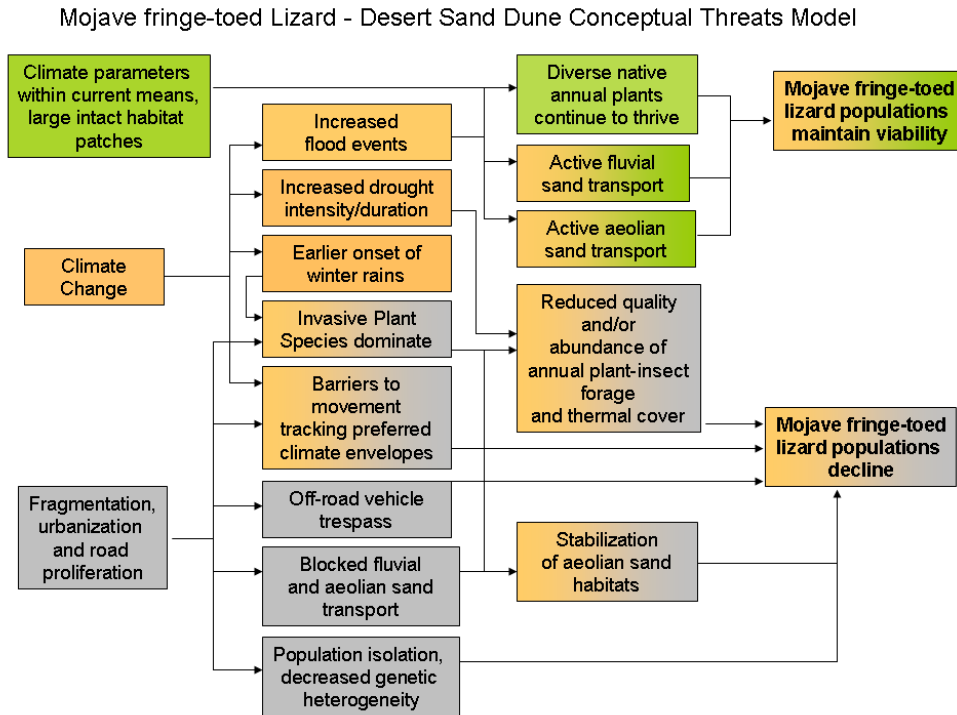 Mojave fringe-toed Lizard - Desert Sand Dune Conceptual Threats Model
Climate parameters
within current means,
large intact habitat
patches
Diverse native
annual plants
continue to thrive
Mojave fringe-toed
lizard populations
maintain viability
Increased
flood events
Active fluvial
sand transport
Increased drought
intensity/duration
Active aeolian
sand transport
Climate
Change
Earlier onset of
winter rains
Invasive Plant
Species dominate
Reduced quality
and/or
abundance of
annual plant-insect
forage
and thermal cover
Barriers to
movement
tracking preferred
climate envelopes
Mojave fringe-toed
lizard populations
decline
Fragmentation,
urbanization
and road
proliferation
Off-road vehicle
trespass
Blocked fluvial
and aeolian sand
transport
Stabilization
of aeolian sand
habitats
Population isolation,
decreased genetic
heterogeneity